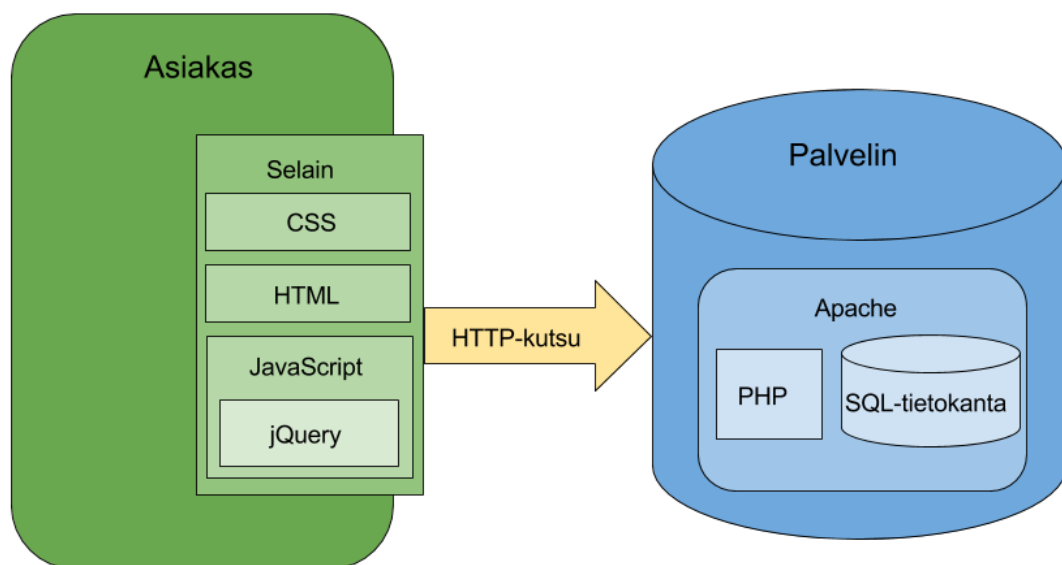 Asiakas
Selain
CSS
HTML
JavaScript
jQuery
HTTP-kutsu
Palvelin
Apache
PHP
SQL-tietokanta